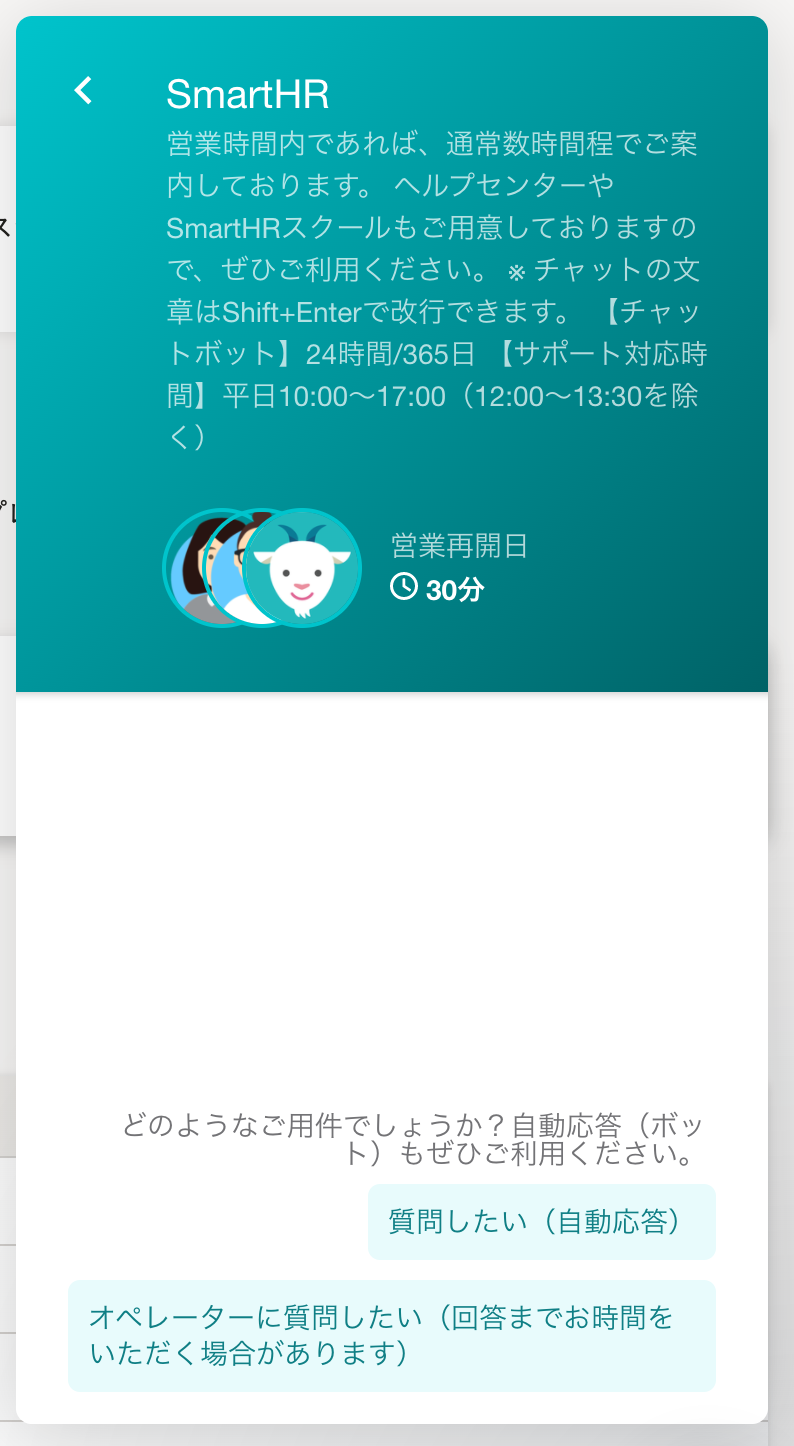 SmartHR
営業時間内であれば、通常数時間程でご案
内しております。 ヘルプセンターや
SmartHRスクールもご用意しておりますの
で、ぜひご利用ください。 ※ チャットの文
章はShift+Enterで改行できます。 【チャッ
トボット】24時間/365日 【サポート対応時
間】平日10:00〜17:00（12:00〜13:30を除
く）
ス
プレ
営業再開日
30分
どのようなご用件でしょうか？自動応答（ボッ
ト）もぜひご利用ください。
質問したい（自動応答）
オペレーターに質問したい（回答までお時間を
いただく場合があります）